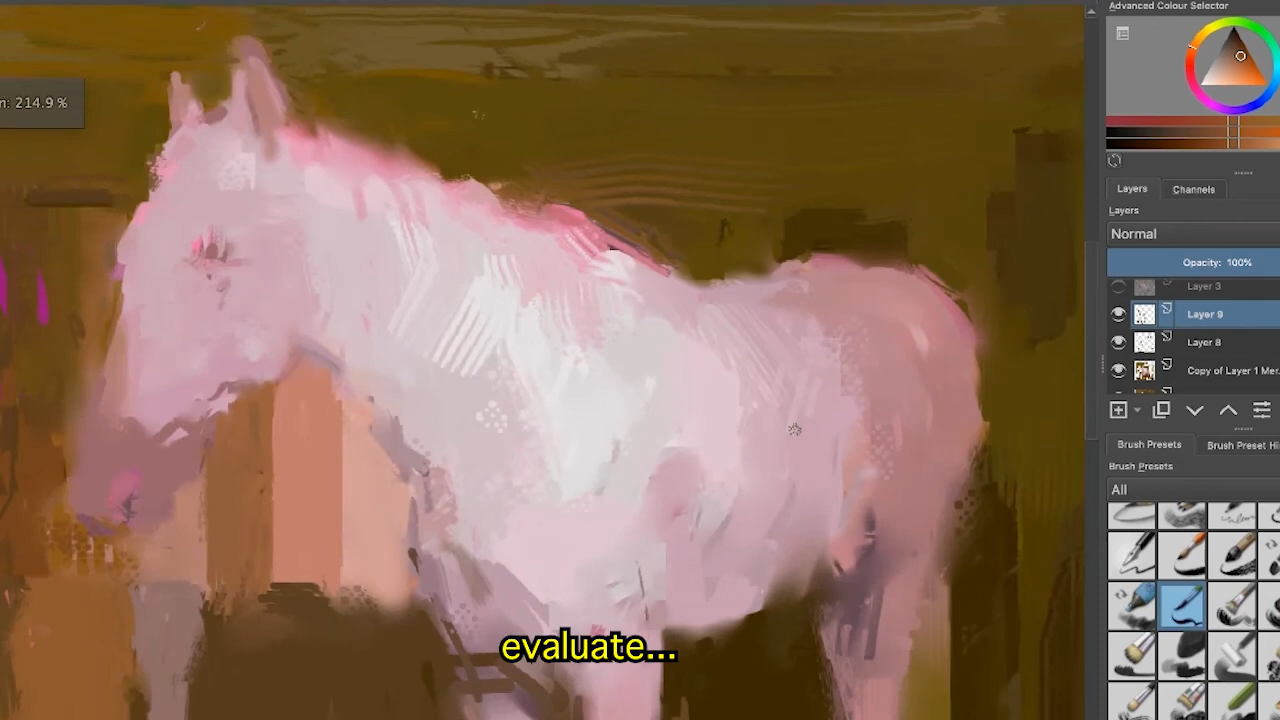 Advanced Colour Selector
n: 214.9 %
Layers Channels
Layers
Normal
Opacity: 100%
Layer 3
Layer 9
Layer 8
Copy of Layer 1 Mer...
Brush Presets Brush Preset Hi
Brush Presets
All
evaluate...